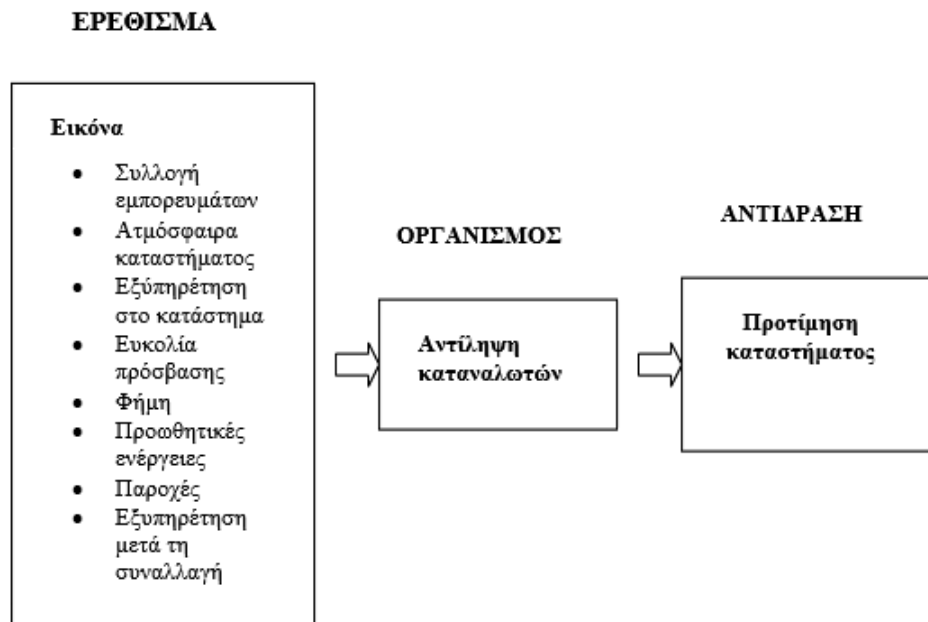 ΕΡΕΘΙΣΜΑ
Εικόνα
• Συλλογή
εμπορευμάτων
• Ατμόσφαιρα
καταστήματος
• Εξύπηρέτηση
στο κατάστημα
• Ευκολία
πρόσβασης
• Φήμη
• Προωθητικές
ενέργειες
• Παροχές
• Εξυπηρέτηση
μετά τη
συναλλαγή
ΟΡΓΑΝΙΣΜΟΣ
Αντίληψη
καταναλωτών
ΑΝΤΙΔΡΑΣΗ
Προτίμηση
καταστήματος